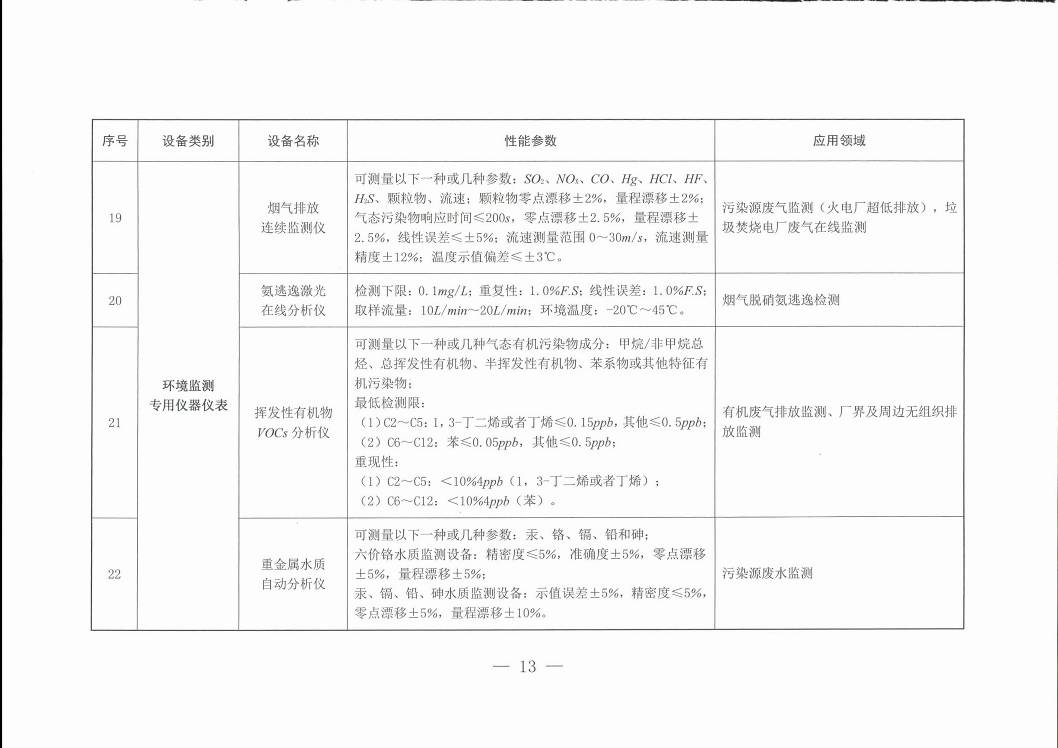 序号 设备类别 设备名称 性能参数 应用领域
19
环境监测
专用仪器仪表
烟气排放
连续监测仪
可测量以下一种或几种参数：SO₂、NOₓ、CO、Hg、HCl、HF、
H₂S、颗粒物、流速；颗粒物零点漂移±2%，量程漂移±2%；
气态污染物响应时间≤200s，零点漂移±2.5%，量程漂移±
2.5%，线性误差≤±5%；流速测量范围 0～30m/s，流速测量
精度±12%；温度示值偏差≤±3℃。
污染源废气监测（火电厂超低排放），垃
圾焚烧电厂废气在线监测
20
氨逃逸激光
在线分析仪
检测下限：0.1mg/L；重复性：1.0%F.S；线性误差：1.0%F.S；
取样流量：10L/min～20L/min；环境温度：-20℃～45℃。
烟气脱硝氨逃逸检测
21
挥发性有机物
VOCs 分析仪
可测量以下一种或几种气态有机污染物成分：甲烷/非甲烷总
烃、总挥发性有机物、半挥发性有机物、苯系物或其他特征有
机污染物；
最低检测限：
（1）C2～C5：1，3-丁二烯或者丁烯≤0.15ppb，其他≤0.5ppb；
（2）C6～C12：苯≤0.05ppb，其他≤0.5ppb；
重现性：
（1）C2～C5：＜10%4ppb（1，3-丁二烯或者丁烯）；
（2）C6～C12：＜10%4ppb（苯）。
有机废气排放监测、厂界及周边无组织排
放监测
22
重金属水质
自动分析仪
可测量以下一种或几种参数：汞、铬、镉、铅和砷；
六价铬水质监测设备：精密度≤5%，准确度±5%，零点漂移
±5%，量程漂移±5%；
汞、镉、铅、砷水质监测设备：示值误差±5%，精密度≤5%，
零点漂移±5%，量程漂移±10%。
污染源废水监测
— 13 —